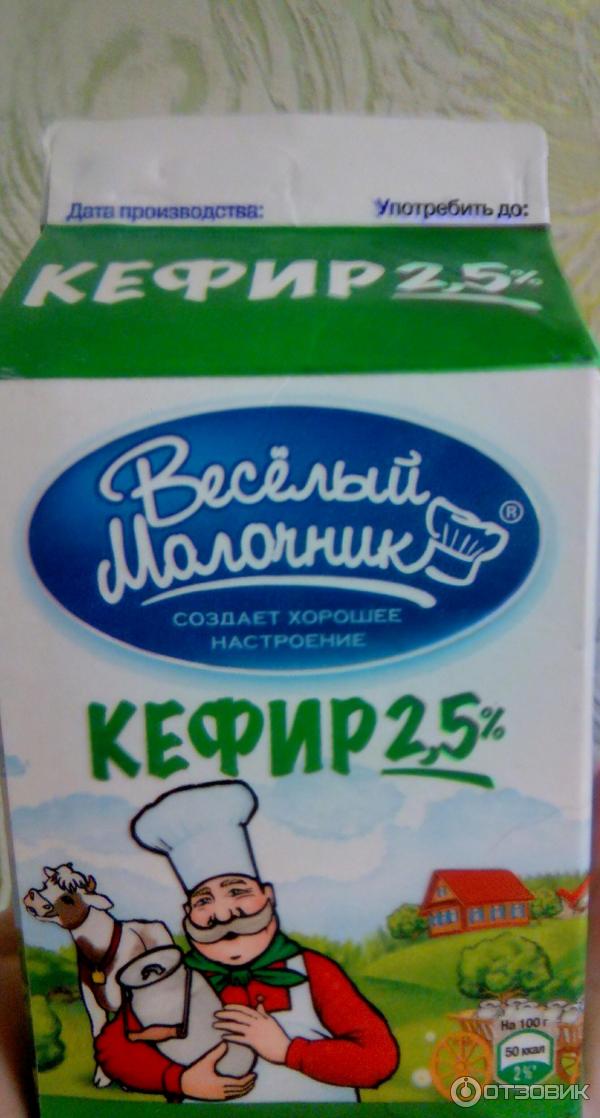 Дата производства: Употребить до:
КЕФИР 2,5%
Весёлый
Молочник ®
СОЗДАЕТ ХОРОШЕЕ
НАСТРОЕНИЕ
КЕФИР 2,5%
На 100 г
50 ккал
2%*
ОТЗОВИК